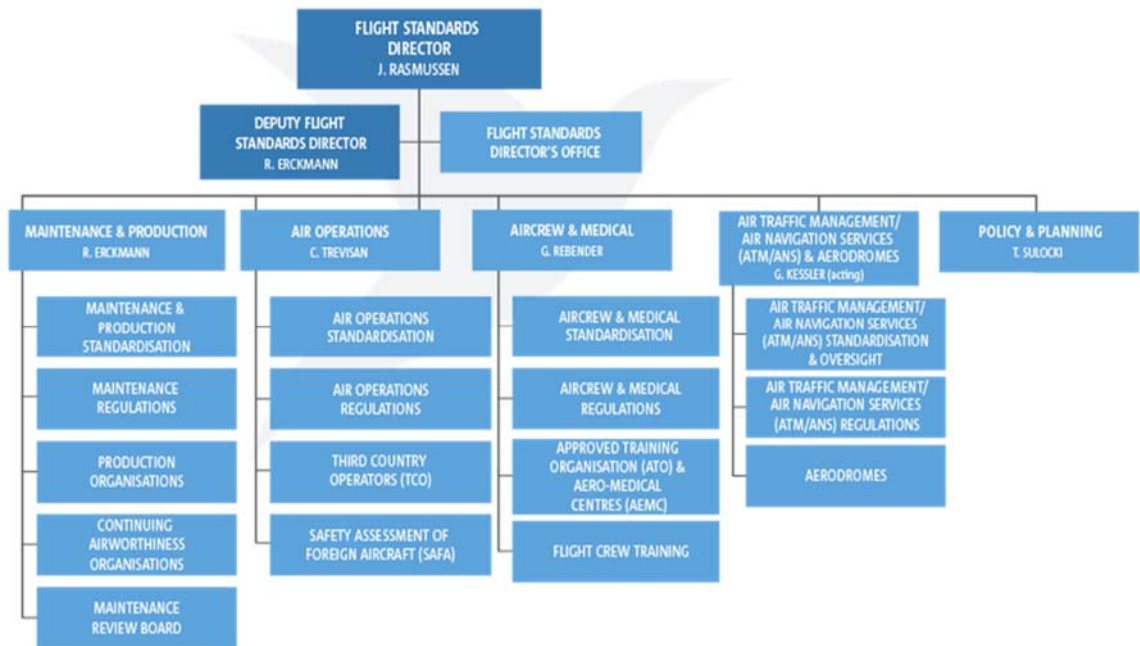 FLIGHT STANDARDS
DIRECTOR
J. RASMUSSEN
DEPUTY FLIGHT
STANDARDS DIRECTOR
R. ERCKMANN
FLIGHT STANDARDS
DIRECTOR'S OFFICE
MAINTENANCE & PRODUCTION
R. ERCKMANN
MAINTENANCE &
PRODUCTION
STANDARDISATION
MAINTENANCE
REGULATIONS
PRODUCTION
ORGANISATIONS
CONTINUING
AIRWORTHINESS
ORGANISATIONS
MAINTENANCE
REVIEW BOARD
AIR OPERATIONS
C. TREVISAN
AIR OPERATIONS
STANDARDISATION
AIR OPERATIONS
REGULATIONS
THIRD COUNTRY
OPERATORS (TCO)
SAFETY ASSESSMENT OF
FOREIGN AIRCRAFT (SAFA)
AIRCREW & MEDICAL
G. REBENDER
AIRCREW & MEDICAL
STANDARDISATION
AIRCREW & MEDICAL
REGULATIONS
APPROVED TRAINING
ORGANISATION (ATO) &
AERO-MEDICAL
CENTRES (AEMC)
FLIGHT CREW TRAINING
AIR TRAFFIC MANAGEMENT/
AIR NAVIGATION SERVICES
(ATM/ANS) & AERODROMES
G. KESSLER (acting)
AIR TRAFFIC MANAGEMENT/
AIR NAVIGATION SERVICES
(ATM/ANS) STANDARDISATION
& OVERSIGHT
AIR TRAFFIC MANAGEMENT/
AIR NAVIGATION SERVICES
(ATM/ANS) REGULATIONS
AERODROMES
POLICY & PLANNING
T. SULOCKI